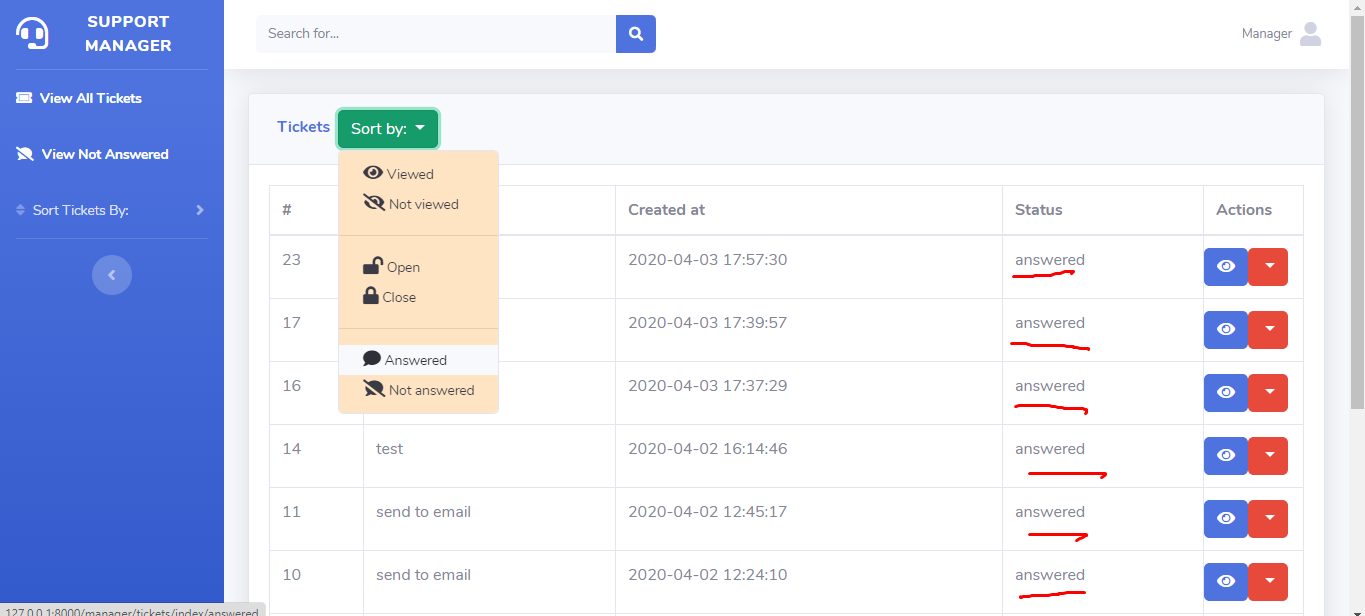 SUPPORT
MANAGER
View All Tickets
View Not Answered
Sort Tickets By:
Search for...
Manager
Tickets
Sort by:
Viewed
Not viewed
Open
Close
Answered
Not answered
# Created at Status Actions
23 2020-04-03 17:57:30 answered
17 2020-04-03 17:39:57 answered
16 2020-04-03 17:37:29 answered
14 test 2020-04-02 16:14:46 answered
11 send to email 2020-04-02 12:45:17 answered
10 send to email 2020-04-02 12:24:10 answered
127.0.0.1:8000/manager/tickets/index/answered